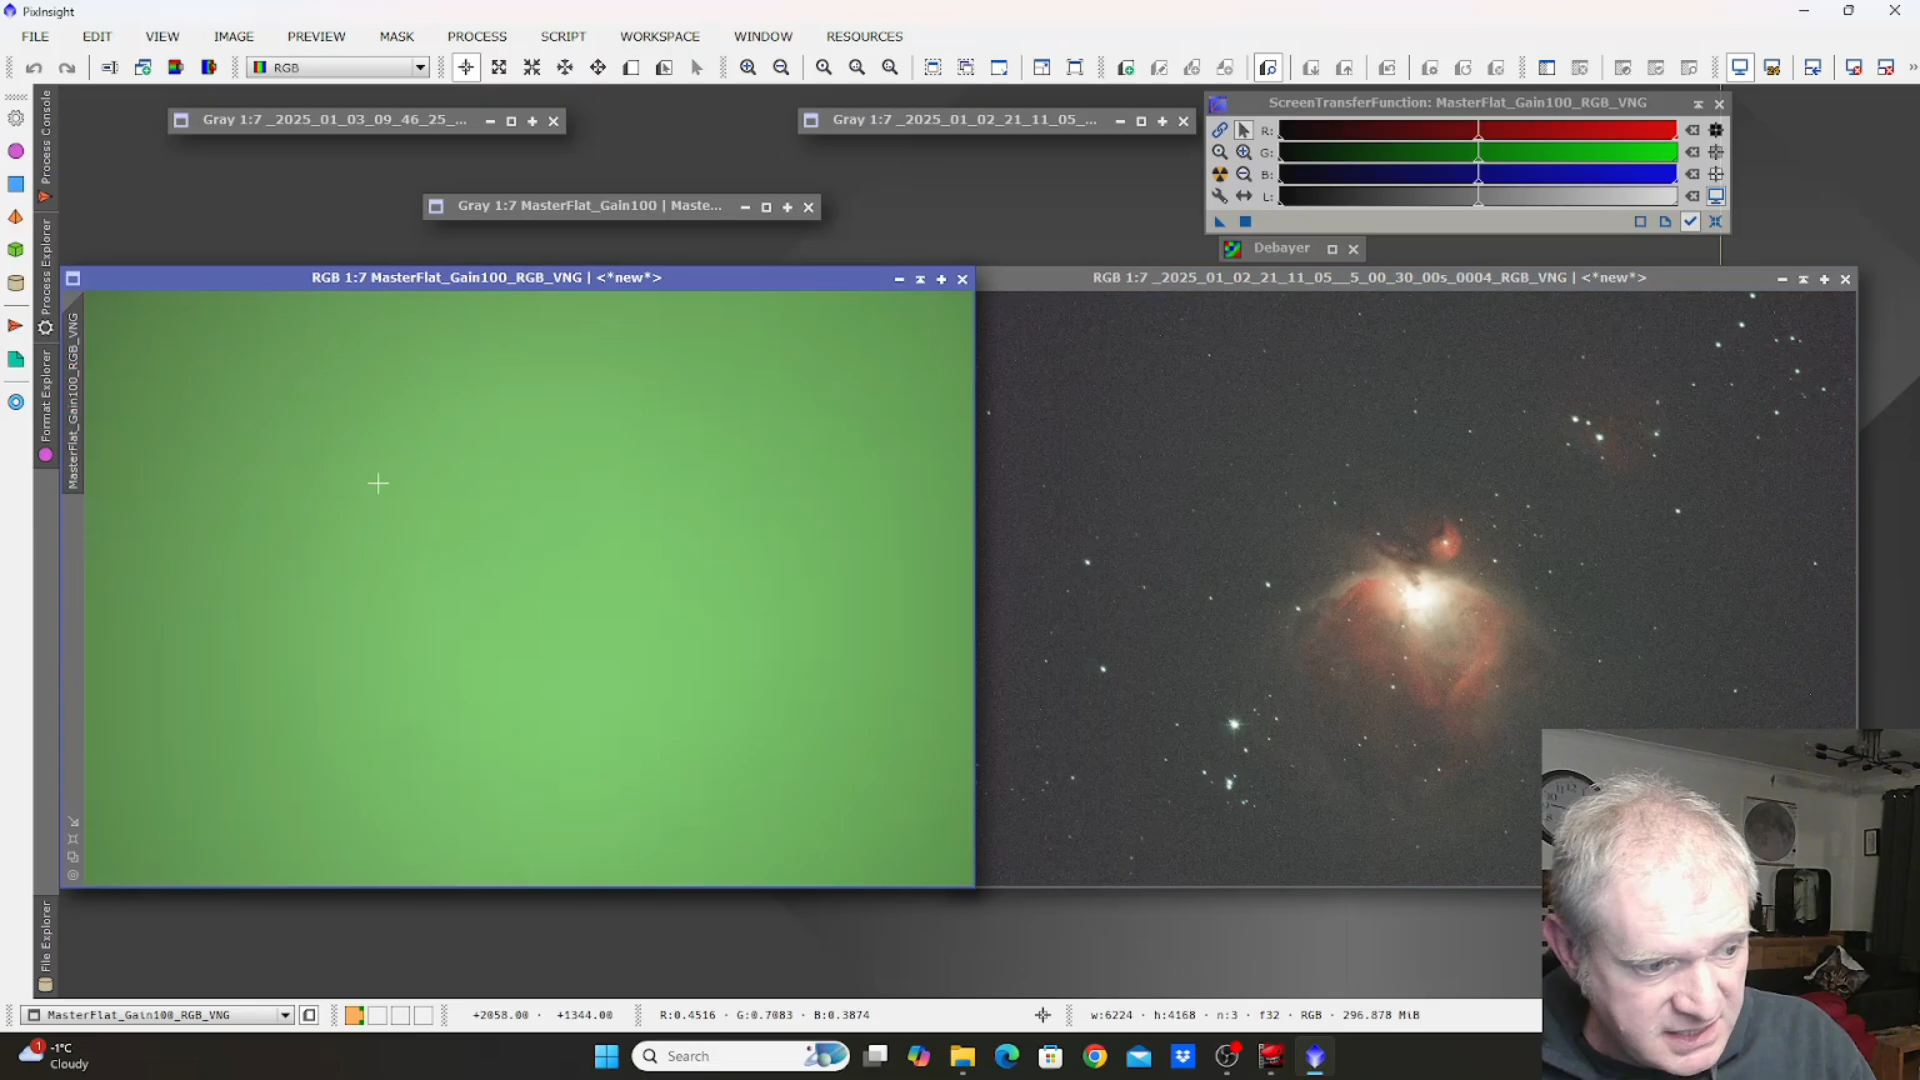 PixInsight
FILE EDIT VIEW IMAGE PREVIEW MASK PROCESS SCRIPT WORKSPACE WINDOW RESOURCES
RGB
Process Console
Process Explorer
Format Explorer
File Explorer
Gray 1:7 _2025_01_03_09_46_25_...
Gray 1:7 _2025_01_02_21_11_05_...
ScreenTransferFunction: MasterFlat_Gain100_RGB_VNG
R:
G:
B:
L:
Gray 1:7 MasterFlat_Gain100 | Maste...
Debayer
RGB 1:7 MasterFlat_Gain100_RGB_VNG | <*new*>
RGB 1:7 _2025_01_02_21_11_05__5_00_30_00s_0004_RGB_VNG | <*new*>
MasterFlat_Gain100_RGB_VNG
MasterFlat_Gain100_RGB_VNG
+2058.00 · +1344.00
R:0.4516 · G:0.7083 · B:0.3874
w:6224 · h:4168 · n:3 · f32 · RGB · 296.878 MiB
1
-1°C
Cloudy
Search